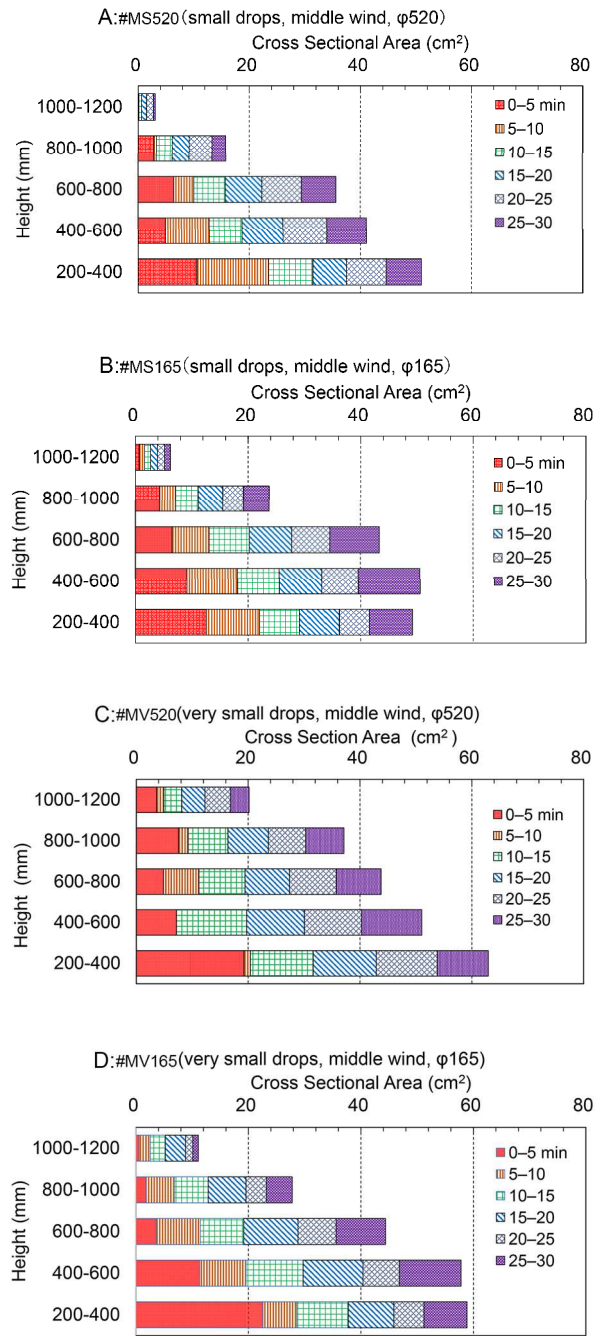 A:#MS520(small drops, middle wind, φ520)
Cross Sectional Area (cm²)
0 20 40 60 80
Height (mm)
1000-1200
800-1000
600-800
400-600
200-400
0–5 min
5–10
10–15
15–20
20–25
25–30
B:#MS165(small drops, middle wind, φ165)
Cross Sectional Area (cm²)
0 20 40 60 80
Height (mm)
1000-1200
800-1000
600-800
400-600
200-400
0–5 min
5–10
10–15
15–20
20–25
25–30
C:#MV520(very small drops, middle wind, φ520)
Cross Section Area (cm²)
0 20 40 60 80
Height (mm)
1000-1200
800-1000
600-800
400-600
200-400
0–5 min
5–10
10–15
15–20
20–25
25–30
D:#MV165(very small drops, middle wind, φ165)
Cross Sectional Area (cm²)
0 20 40 60 80
Height (mm)
1000-1200
800-1000
600-800
400-600
200-400
0–5 min
5–10
10–15
15–20
20–25
25–30